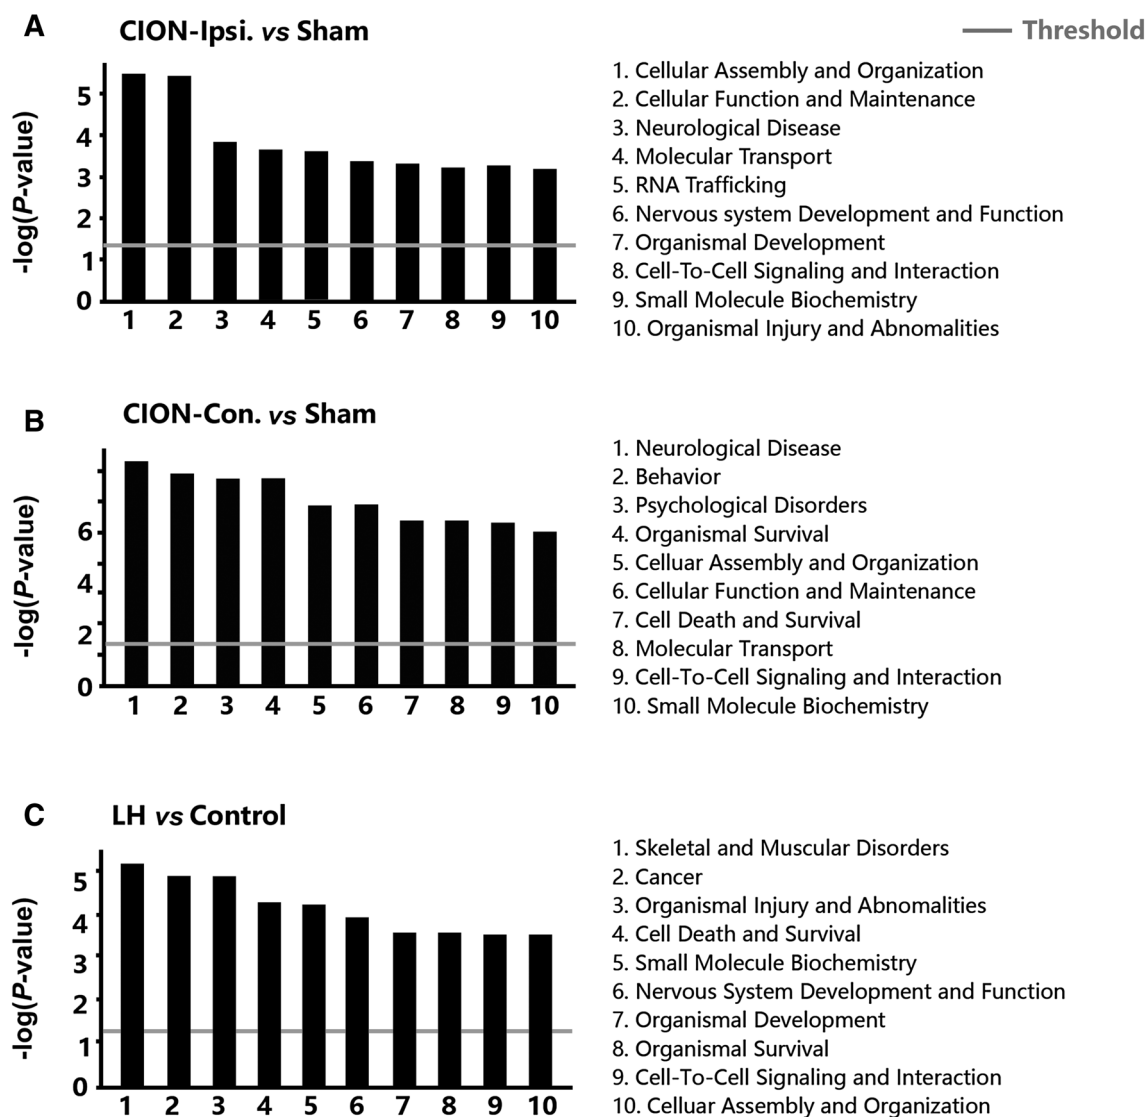 A
CION-Ipsi. vs Sham
Threshold
-log(P-value)
5
4
3
2
1
0
1 2 3 4 5 6 7 8 9 10
1. Cellular Assembly and Organization
2. Cellular Function and Maintenance
3. Neurological Disease
4. Molecular Transport
5. RNA Trafficking
6. Nervous system Development and Function
7. Organismal Development
8. Cell-To-Cell Signaling and Interaction
9. Small Molecule Biochemistry
10. Organismal Injury and Abnomalities
B
CION-Con. vs Sham
-log(P-value)
6
4
2
0
1 2 3 4 5 6 7 8 9 10
1. Neurological Disease
2. Behavior
3. Psychological Disorders
4. Organismal Survival
5. Celluar Assembly and Organization
6. Cellular Function and Maintenance
7. Cell Death and Survival
8. Molecular Transport
9. Cell-To-Cell Signaling and Interaction
10. Small Molecule Biochemistry
C
LH vs Control
-log(P-value)
5
4
3
2
1
0
1 2 3 4 5 6 7 8 9 10
1. Skeletal and Muscular Disorders
2. Cancer
3. Organismal Injury and Abnomalities
4. Cell Death and Survival
5. Small Molecule Biochemistry
6. Nervous System Development and Function
7. Organismal Development
8. Organismal Survival
9. Cell-To-Cell Signaling and Interaction
10. Celluar Assembly and Organization